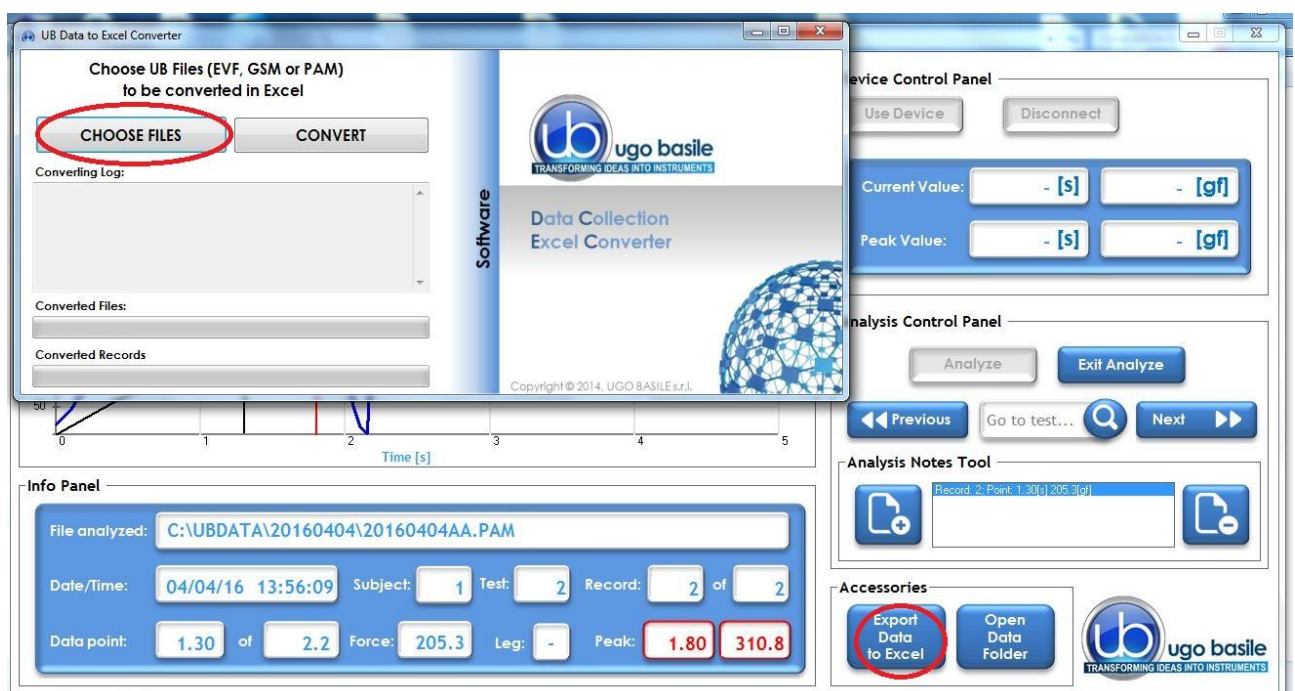 UB Data to Excel Converter
Choose UB Files (EVF, GSM or PAM)
to be converted in Excel
CHOOSE FILES
CONVERT
Converting Log:
Converted Files:
Converted Records
Software
ub ugo basile
TRANSFORMING IDEAS INTO INSTRUMENTS
Data Collection
Excel Converter
Copyright © 2014, UGO BASILE s.r.l.
evice Control Panel
Use Device
Disconnect
Current Value: - [s] - [gf]
Peak Value: - [s] - [gf]
nalysis Control Panel
Analyze
Exit Analyze
Previous
Go to test...
Next
Analysis Notes Tool
Record: 2; Point: 1.30[s] 205.3[gf]
50
0 1 2 3 4 5
Time [s]
Info Panel
File analyzed: C:\UBDATA\20160404\20160404AA.PAM
Date/Time: 04/04/16 13:56:09 Subject: 1 Test: 2 Record: 2 of 2
Data point: 1.30 of 2.2 Force: 205.3 Leg: - Peak: 1.80 310.8
Accessories
Export
Data
to Excel
Open
Data
Folder
ub ugo basile
TRANSFORMING IDEAS INTO INSTRUMENTS